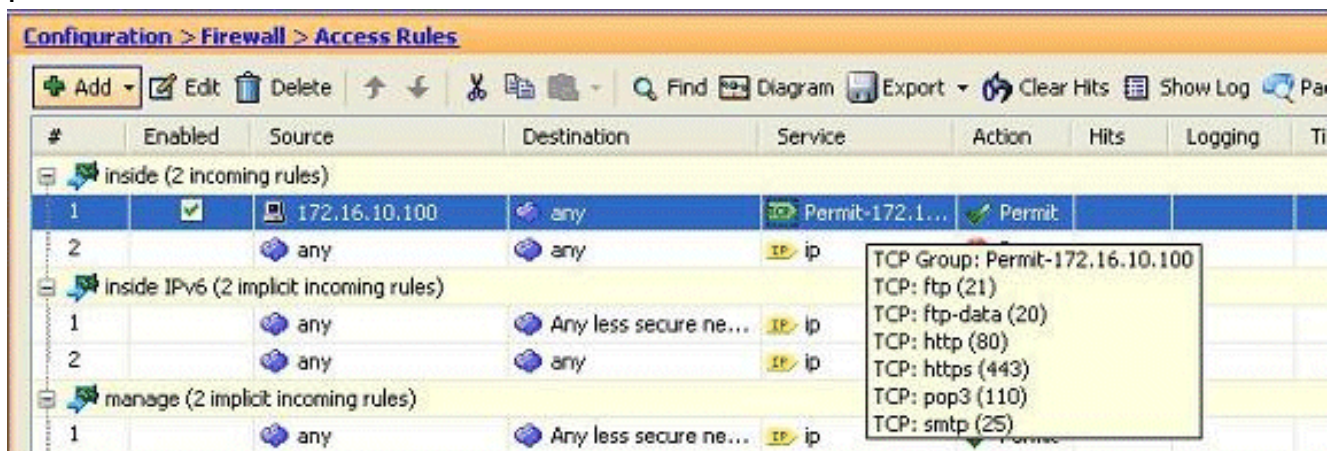 Configuration > Firewall > Access Rules
Add Edit Delete Find Diagram Export Clear Hits Show Log
# Enabled Source Destination Service Action Hits Logging
inside (2 incoming rules)
1 172.16.10.100 any Permit-172.1... Permit
2 any any ip
TCP Group: Permit-172.16.10.100
TCP: ftp (21)
TCP: ftp-data (20)
TCP: http (80)
TCP: https (443)
TCP: pop3 (110)
TCP: smtp (25)
inside IPv6 (2 implicit incoming rules)
1 any Any less secure ne... ip
2 any any ip
manage (2 implicit incoming rules)
1 any Any less secure ne... ip